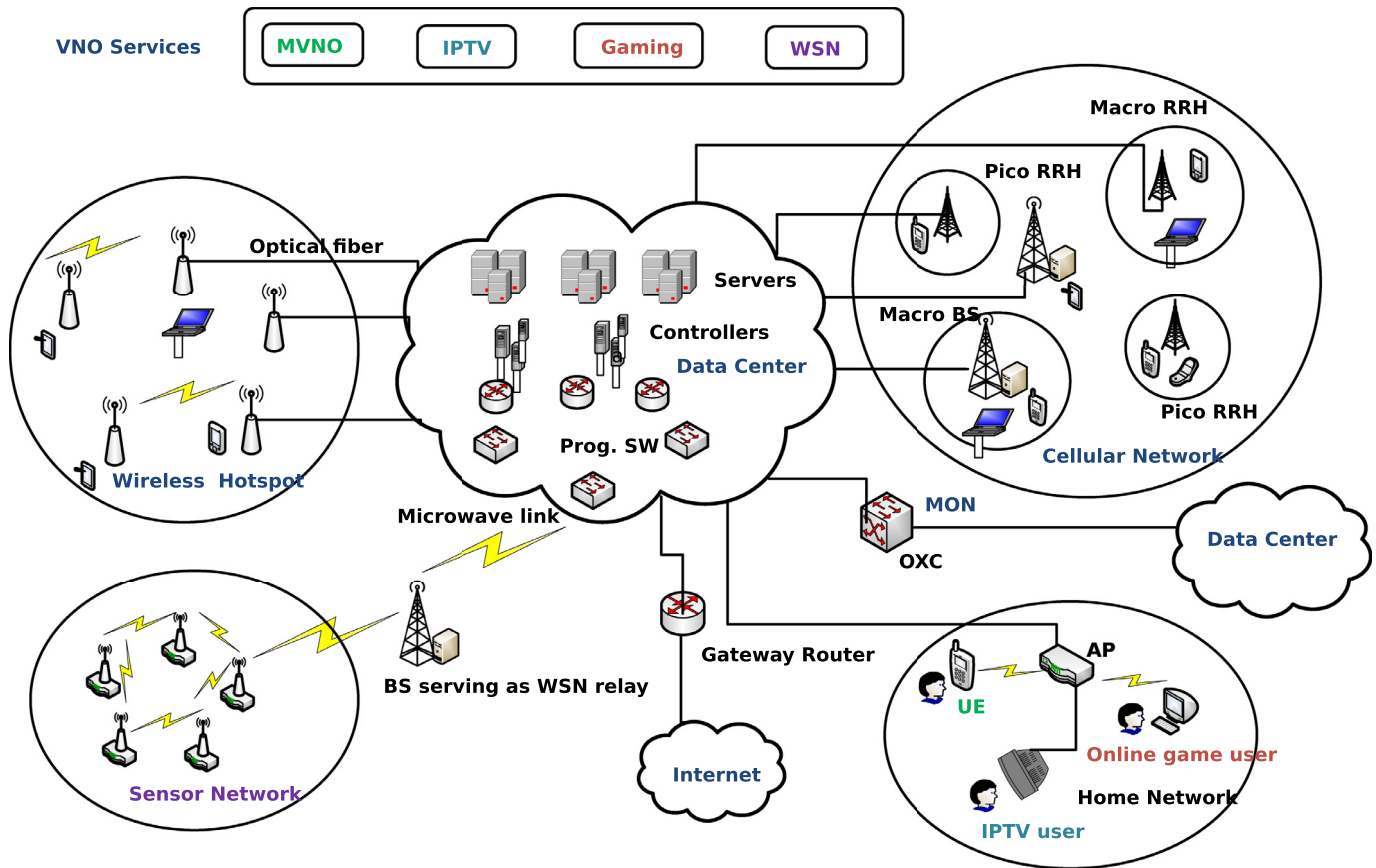 VNO Services
MVNO
IPTV
Gaming
WSN
Macro RRH
Pico RRH
Optical fiber
Servers
Controllers
Macro BS
Data Center
Pico RRH
Prog. SW
Cellular Network
Wireless Hotspot
Microwave link
MON
OXC
Data Center
Gateway Router
AP
BS serving as WSN relay
UE
Online game user
Internet
Sensor Network
Home Network
IPTV user